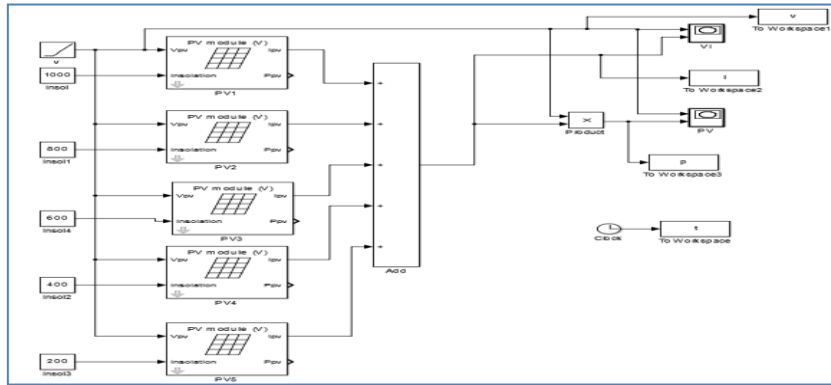 v
1000
Insol
PV module (V)
Vpv
Ipv
Insolation
Ppv
PV1
800
Insol1
PV module (V)
Vpv
Ipv
Insolation
Ppv
PV2
600
Insol4
PV module (V)
Vpv
Ipv
Insolation
Ppv
PV3
400
Insol2
PV module (V)
Vpv
Ipv
Insolation
Ppv
PV4
200
Insol3
PV module (V)
Vpv
Ipv
Insolation
Ppv
PV5
+
+
+
+
+
Add
×
Product
VI
PV
v
To Workspace1
I
To Workspace2
p
To Workspace3
Clock
t
To Workspace